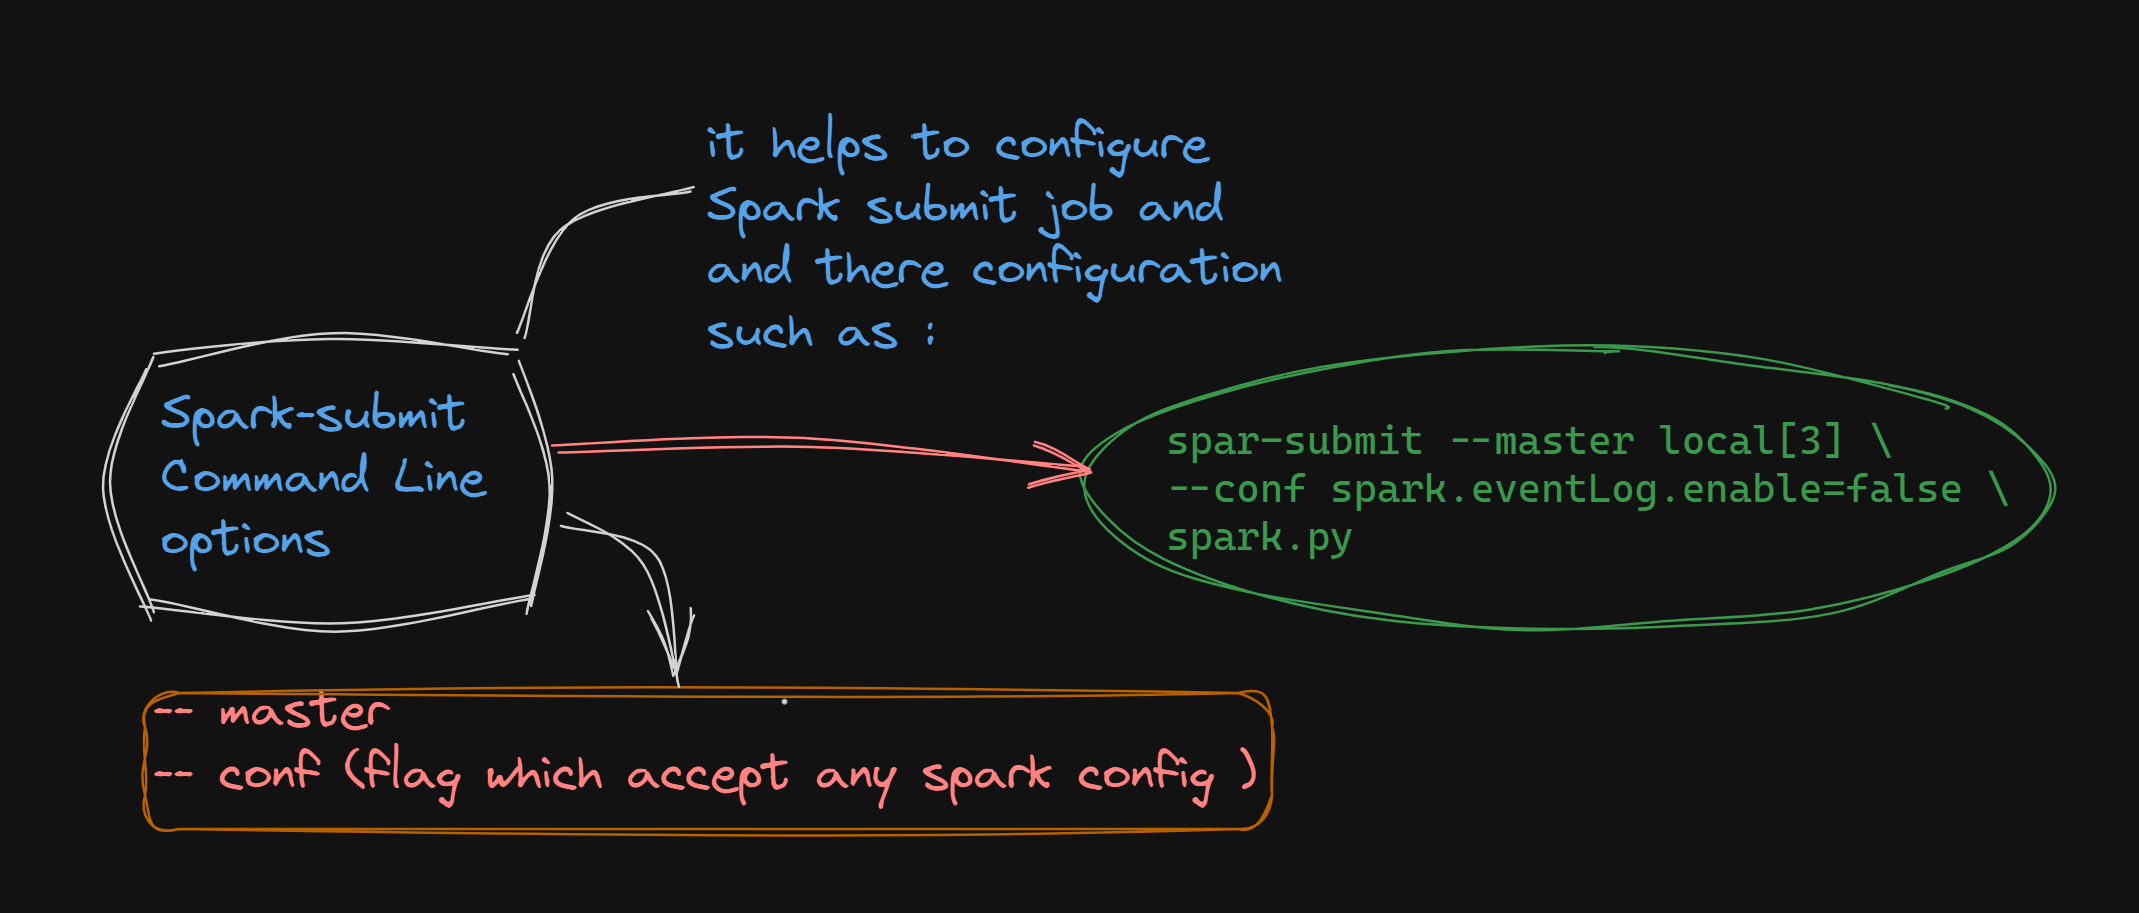 it helps to configure
Spark submit job and
and there configuration
such as :
Spark-submit
Command Line
options
spar-submit --master local[3] \
--conf spark.eventLog.enable=false \
spark.py
-- master
-- conf (flag which accept any spark config )